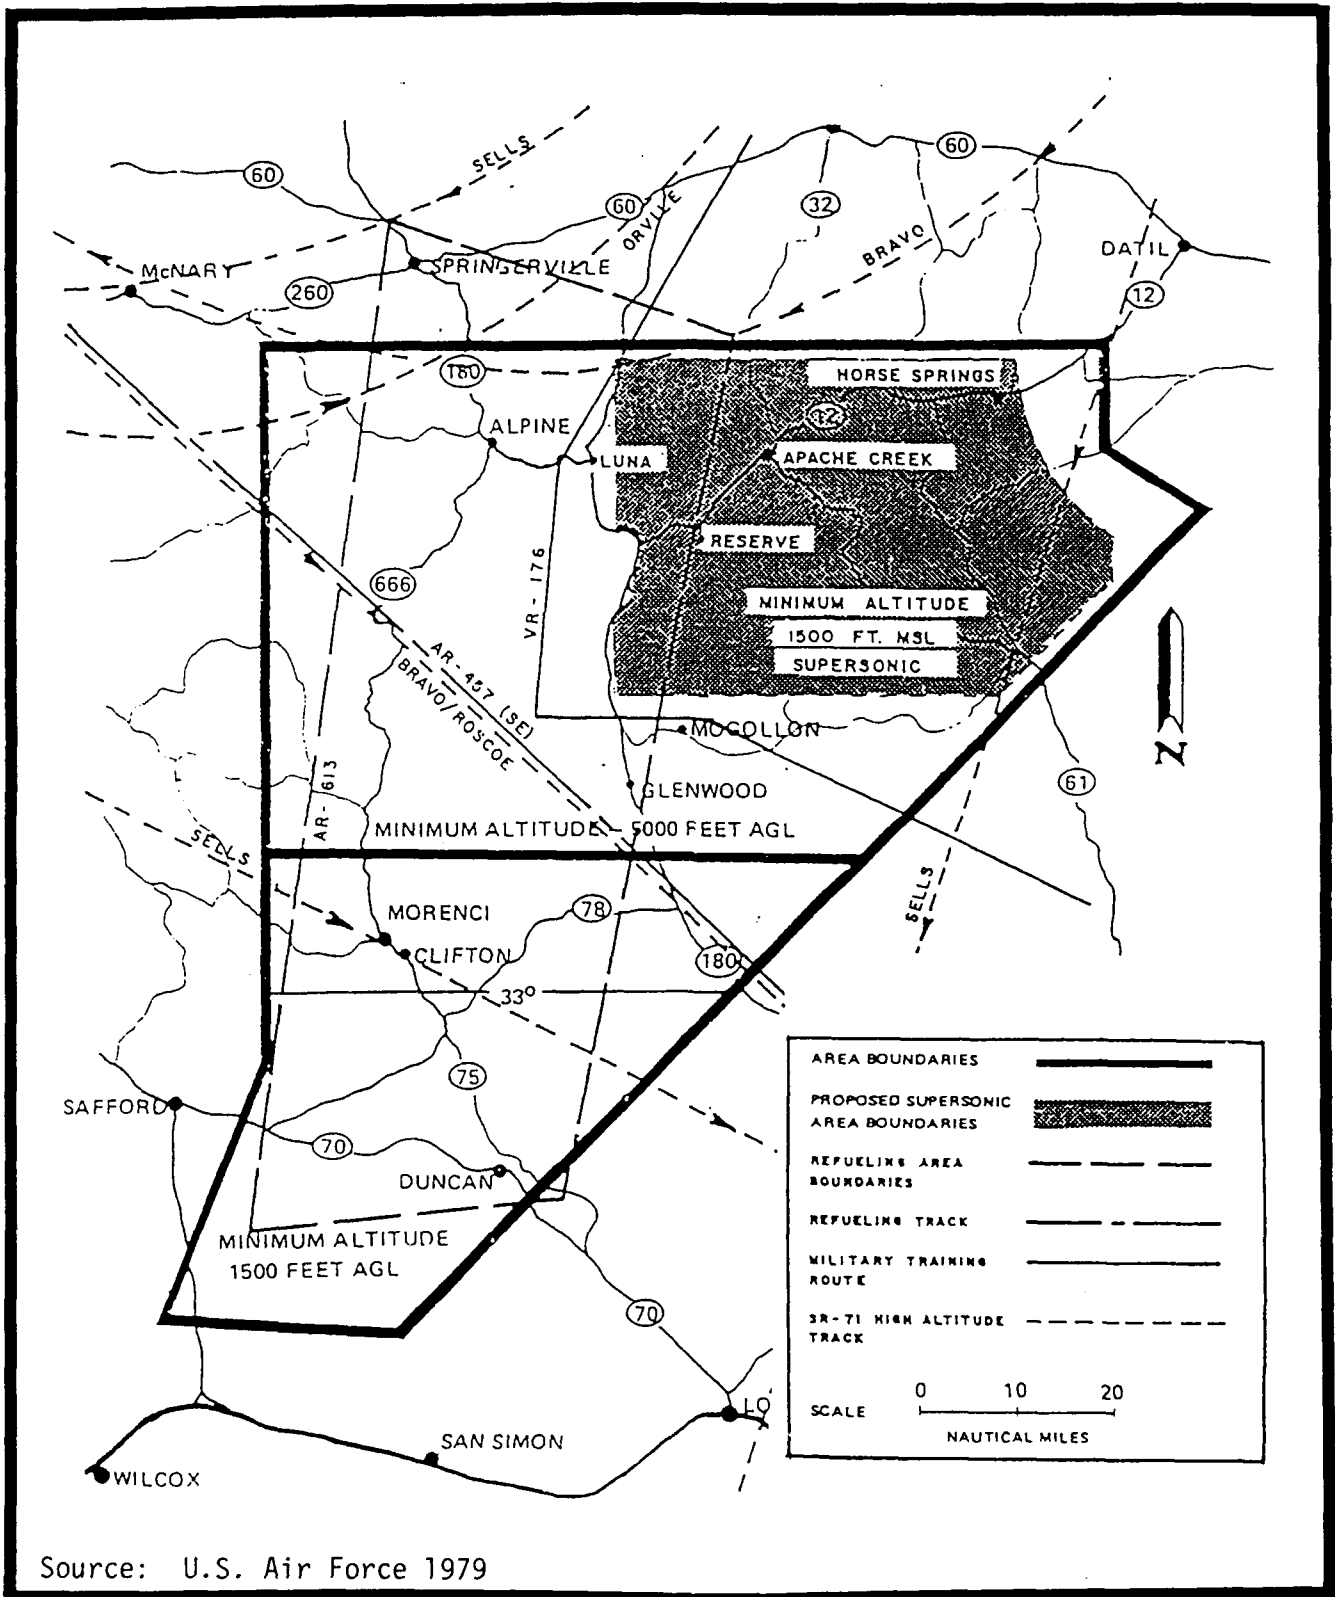 SELLS
60
60
60
32
ORVILLE
BRAVO
DATIL
McNARY
SPRINGERVILLE
260
12
180
HORSE SPRINGS
12
ALPINE
LUNA
APACHE CREEK
RESERVE
VR-176
666
MINIMUM ALTITUDE
1500 FT. MSL
SUPERSONIC
AR-457 (SE)
BRAVO/ROSCOE
N
MOGOLLON
AR-613
GLENWOOD
61
MINIMUM ALTITUDE - 5000 FEET AGL
SELLS
SELLS
MORENCI
78
CLIFTON
180
33°
75
SAFFORD
70
DUNCAN
MINIMUM ALTITUDE
1500 FEET AGL
70
LO
SAN SIMON
WILCOX
AREA BOUNDARIES
PROPOSED SUPERSONIC
AREA BOUNDARIES
REFUELING AREA
BOUNDARIES
REFUELING TRACK
MILITARY TRAINING
ROUTE
SR-71 HIGH ALTITUDE
TRACK
0 10 20
SCALE
NAUTICAL MILES
Source: U.S. Air Force 1979